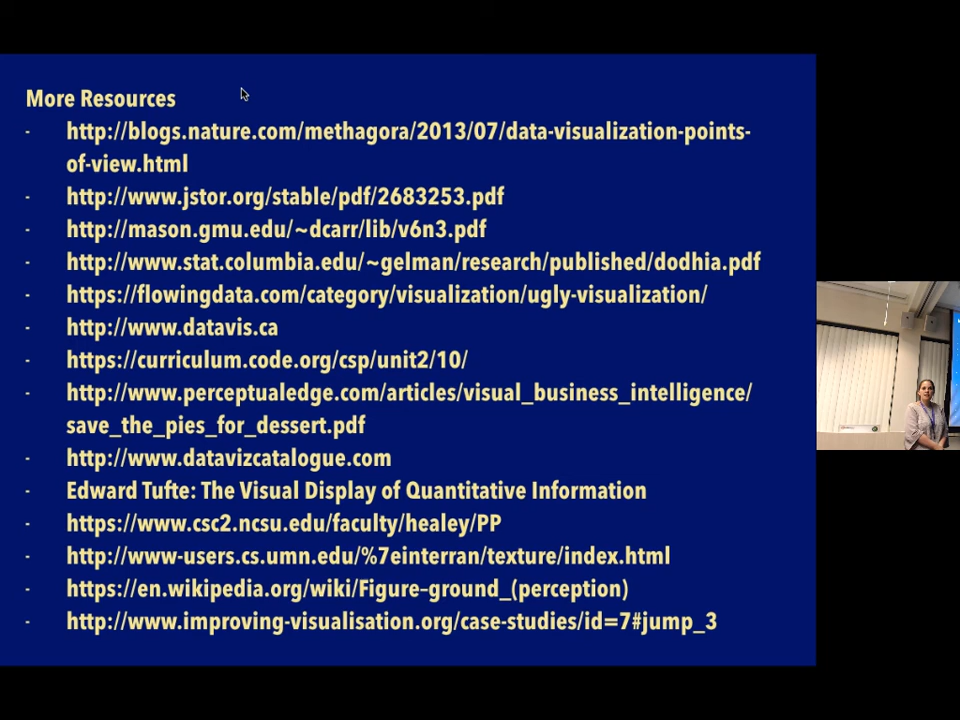 More Resources
- http://blogs.nature.com/methagora/2013/07/data-visualization-points-
of-view.html
- http://www.jstor.org/stable/pdf/2683253.pdf
- http://mason.gmu.edu/~dcarr/lib/v6n3.pdf
- http://www.stat.columbia.edu/~gelman/research/published/dodhia.pdf
- https://flowingdata.com/category/visualization/ugly-visualization/
- http://www.datavis.ca
- https://curriculum.code.org/csp/unit2/10/
- http://www.perceptualedge.com/articles/visual_business_intelligence/
save_the_pies_for_dessert.pdf
- http://www.datavizcatalogue.com
- Edward Tufte: The Visual Display of Quantitative Information
- https://www.csc2.ncsu.edu/faculty/healey/PP
- http://www-users.cs.umn.edu/%7einterran/texture/index.html
- https://en.wikipedia.org/wiki/Figure–ground_(perception)
- http://www.improving-visualisation.org/case-studies/id=7#jump_3